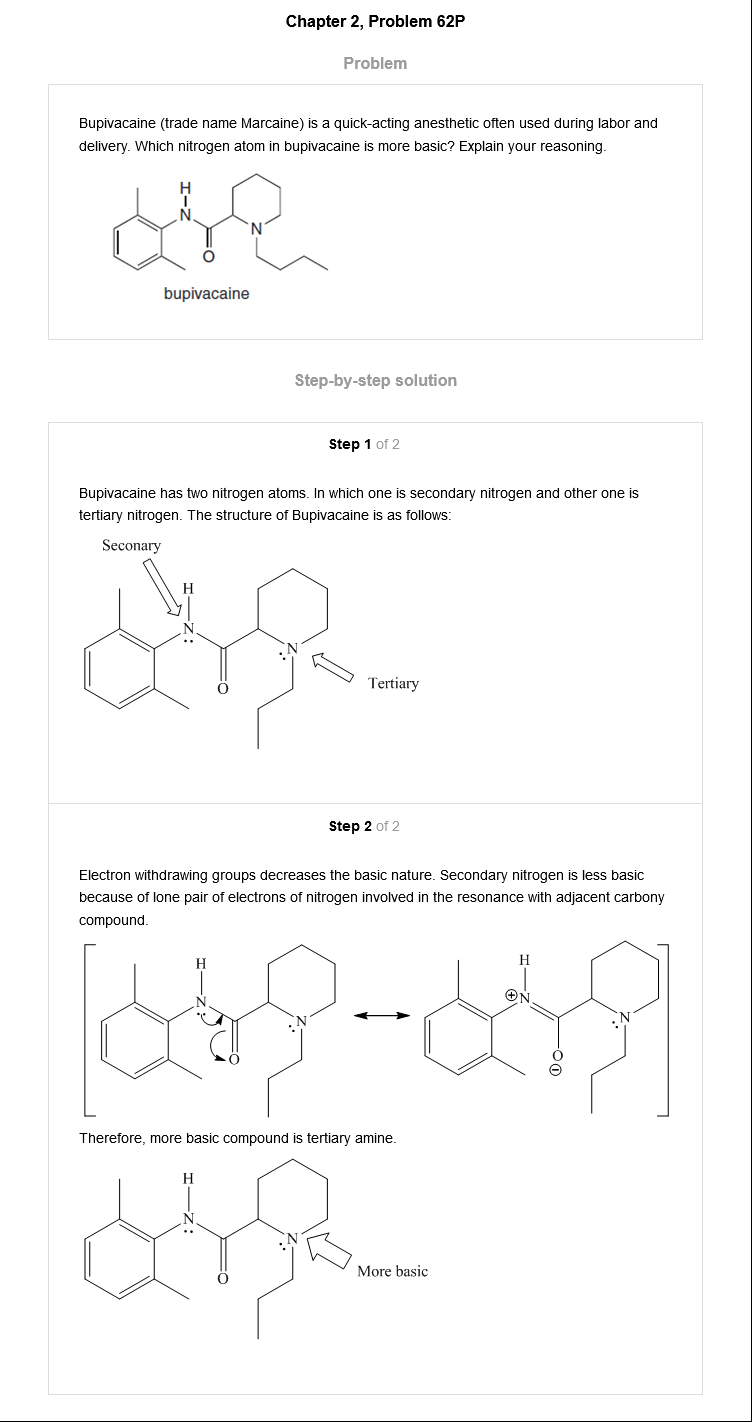 Chapter 2, Problem 62P
Problem
Bupivacaine (trade name Marcaine) is a quick-acting anesthetic often used during labor and
delivery. Which nitrogen atom in bupivacaine is more basic? Explain your reasoning.
H
N
N
O
bupivacaine
Step-by-step solution
Step 1 of 2
Bupivacaine has two nitrogen atoms. In which one is secondary nitrogen and other one is
tertiary nitrogen. The structure of Bupivacaine is as follows:
Seconary
H
N
N
O
Tertiary
Step 2 of 2
Electron withdrawing groups decreases the basic nature. Secondary nitrogen is less basic
because of lone pair of electrons of nitrogen involved in the resonance with adjacent carbony
compound.
H
N
N
O
H
⊕N
N
O
⊖
Therefore, more basic compound is tertiary amine.
H
N
N
O
More basic